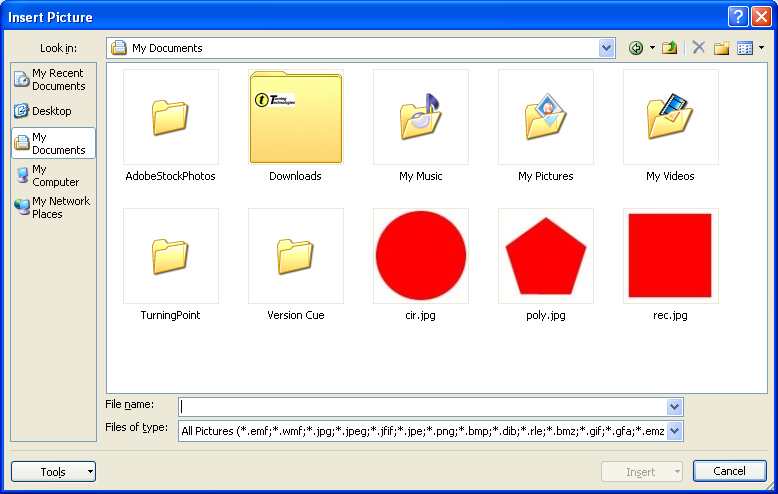 Insert Picture
Look in:
My Documents
My Recent
Documents
Desktop
My
Documents
My
Computer
My Network
Places
AdobeStockPhotos
Turning
Technologies
Downloads
My Music
My Pictures
My Videos
TurningPoint
Version Cue
cir.jpg
poly.jpg
rec.jpg
File name:
Files of type:
All Pictures (*.emf;*.wmf;*.jpg;*.jpeg;*.jfif;*.jpe;*.png;*.bmp;*.dib;*.rle;*.bmz;*.gif;*.gfa;*.emz
Tools
Insert
Cancel